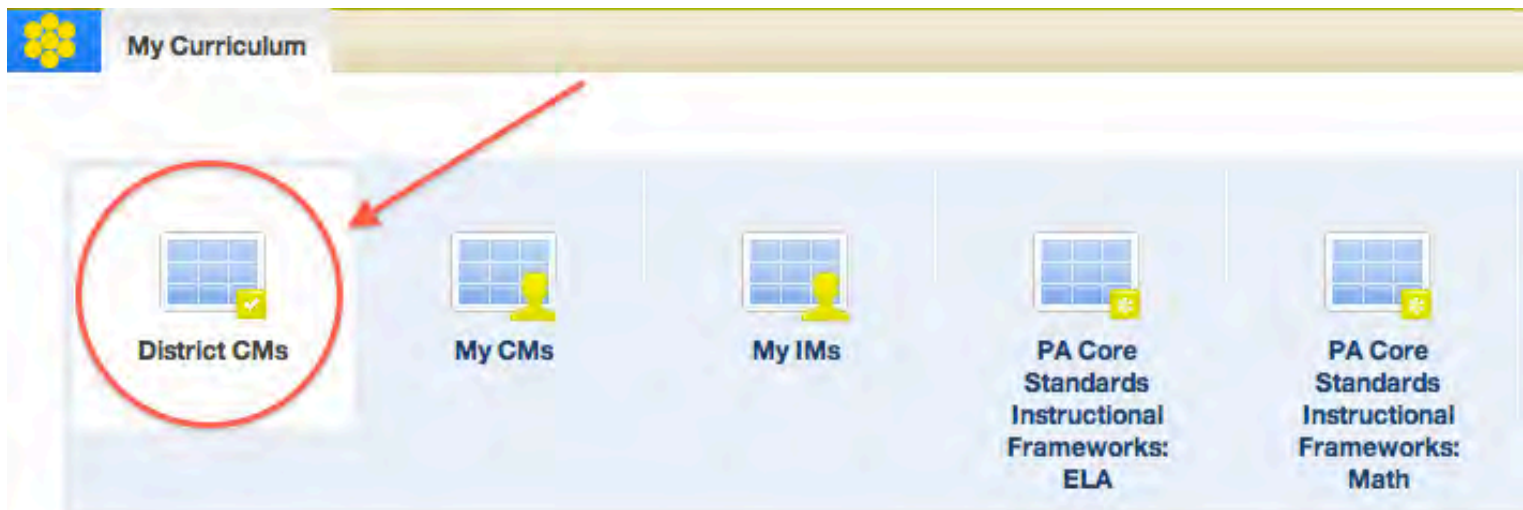 My Curriculum
District CMs
My CMs
My IMs
PA Core
Standards
Instructional
Frameworks:
ELA
PA Core
Standards
Instructional
Frameworks:
Math